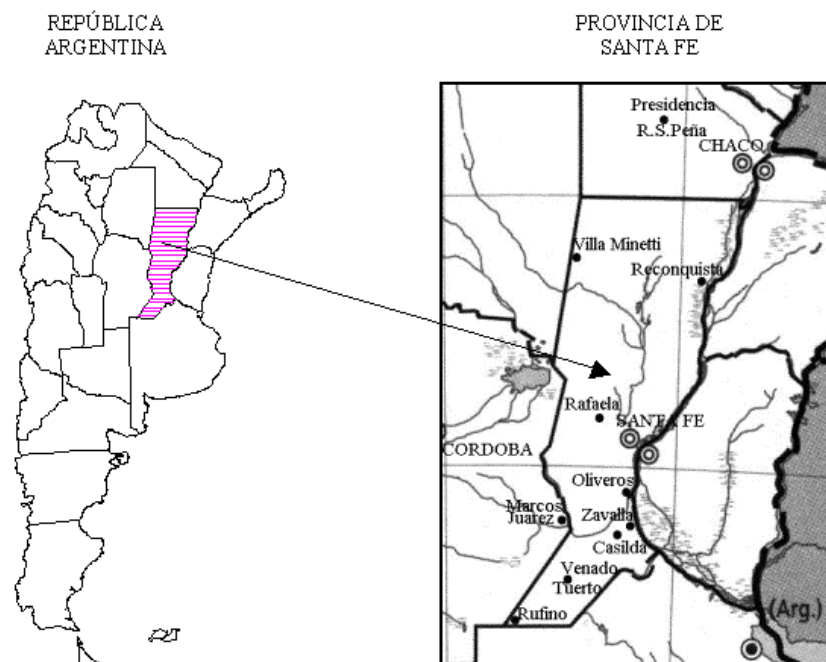 REPÚBLICA
ARGENTINA
PROVINCIA DE
SANTA FE
Presidencia
R.S.Peña
CHACO
Villa Minetti
Reconquista
Rafaela
SANTA FE
CORDOBA
Oliveros
Marcos
Juarez
Zavalla
Casilda
Venado
Tuerto
Rufino
(Arg.)